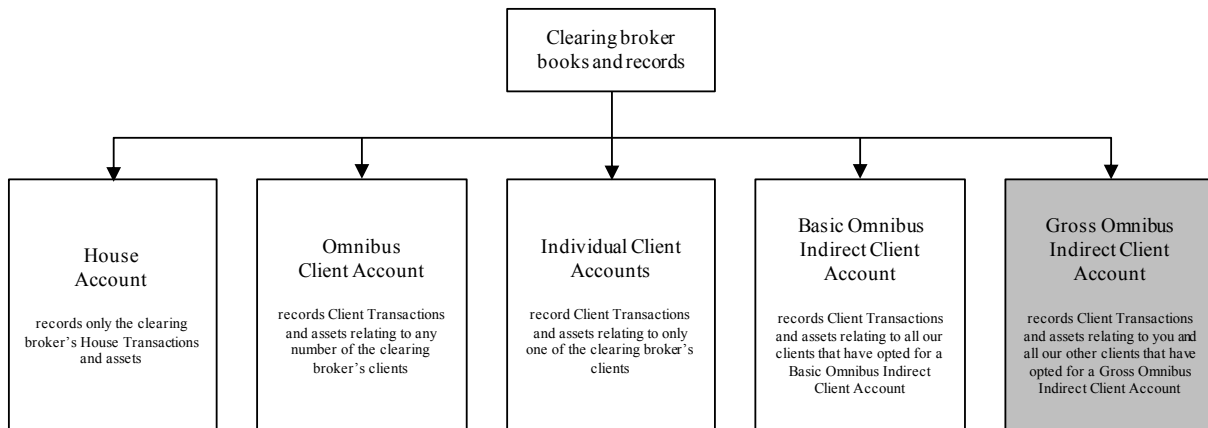 Clearing broker
books and records
House
Account
records only the clearing
broker's House Transactions
and assets
Omnibus
Client Account
records Client Transactions
and assets relating to any
number of the clearing
broker's clients
Individual Client
Accounts
record Client Transactions
and assets relating to only
one of the clearing broker's
clients
Basic Omnibus
Indirect Client
Account
records Client Transactions
and assets relating to all our
clients that have opted for a
Basic Omnibus Indirect
Client Account
Gross Omnibus
Indirect Client
Account
records Client Transactions
and assets relating to you and
all our other clients that have
opted for a Gross Omnibus
Indirect Client Account